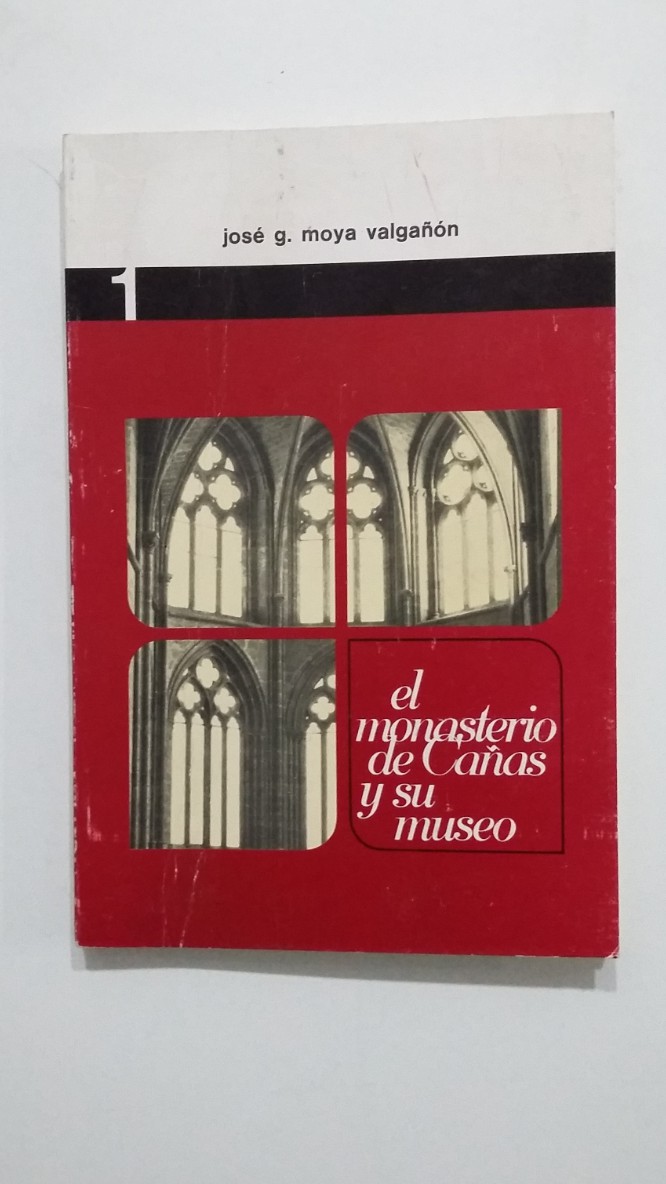 josé g. moya valgañón
1
el
monasterio
de Cañas
y su
museo